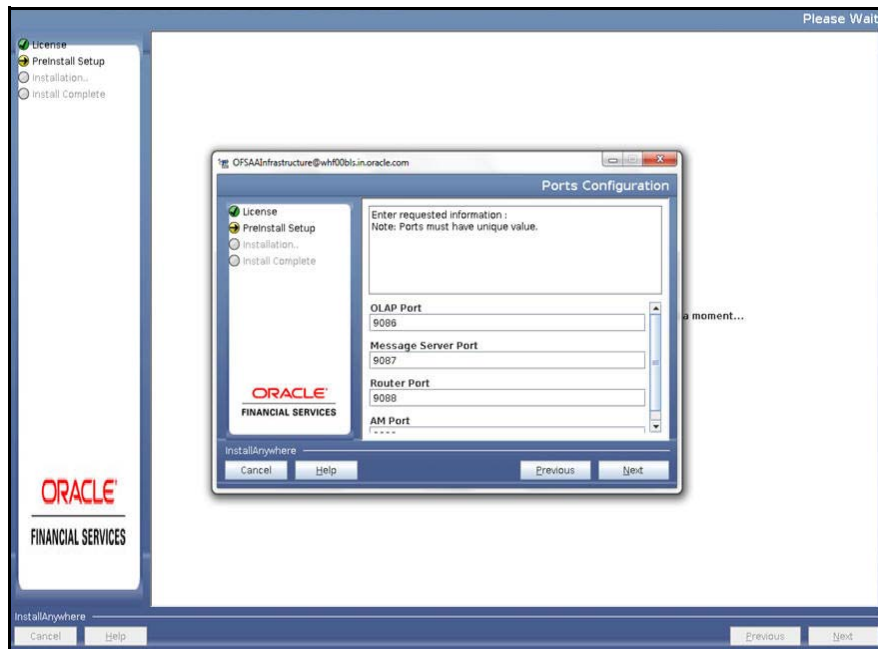 Please Wait
License
PreInstall Setup
Installation..
Install Complete
OFSAAInfrastructure@whf00bls.in.oracle.com
Ports Configuration
License
PreInstall Setup
Installation..
Install Complete
Enter requested information :
Note: Ports must have unique value.
OLAP Port
9086
Message Server Port
9087
Router Port
9088
AM Port
ORACLE
FINANCIAL SERVICES
InstallAnywhere
Cancel
Help
Previous
Next
a moment...
ORACLE
FINANCIAL SERVICES
InstallAnywhere
Cancel
Help
Previous
Next